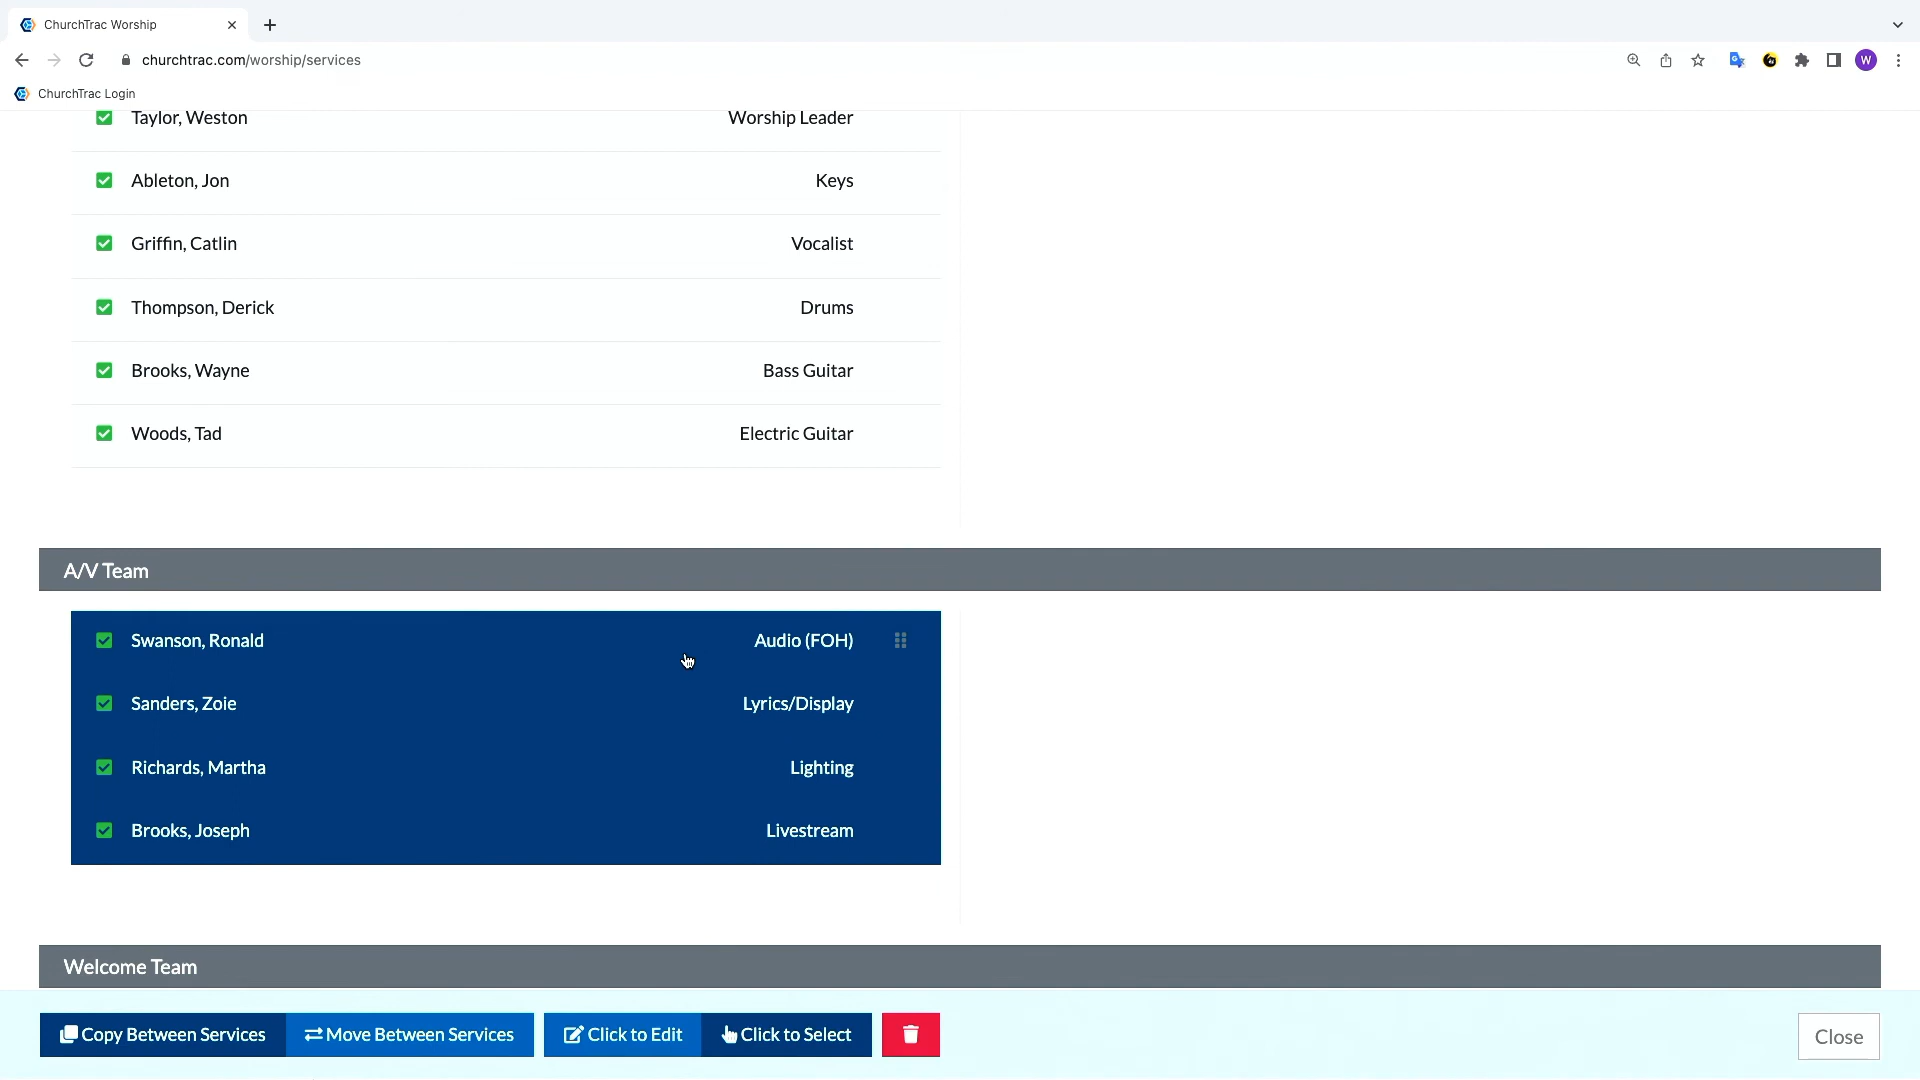 ChurchTrac Worship
churchtrac.com/worship/services
W
ChurchTrac Login
Taylor, Weston Worship Leader
Ableton, Jon Keys
Griffin, Catlin Vocalist
Thompson, Derick Drums
Brooks, Wayne Bass Guitar
Woods, Tad Electric Guitar
A/V Team
Swanson, Ronald Audio (FOH)
Sanders, Zoie Lyrics/Display
Richards, Martha Lighting
Brooks, Joseph Livestream
Welcome Team
Copy Between Services Move Between Services Click to Edit Click to Select Close